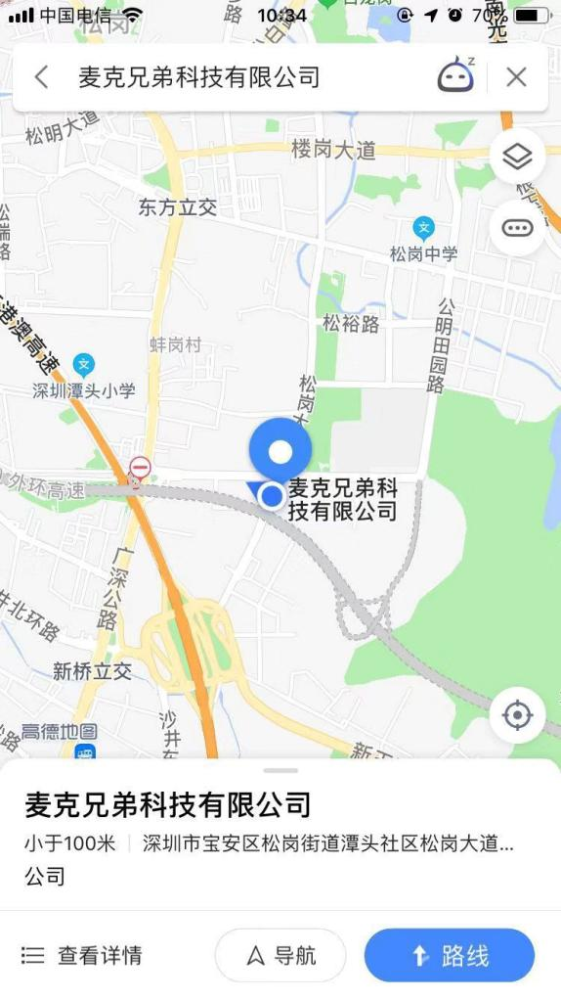 中国电信
10:34
70%
松岗
麦克兄弟科技有限公司
z
松明大道
楼岗大道
东方立交
文
松岗中学
松裕路
公明田园路
蚌岗村
港澳高速
文
深圳潭头小学
松岗大
外环高速
麦克兄弟科
技有限公司
广深公路
井北环路
新桥立交
高德地图
沙井东
麦克兄弟科技有限公司
小于100米
深圳市宝安区松岗街道潭头社区松岗大道...
公司
查看详情
导航
路线